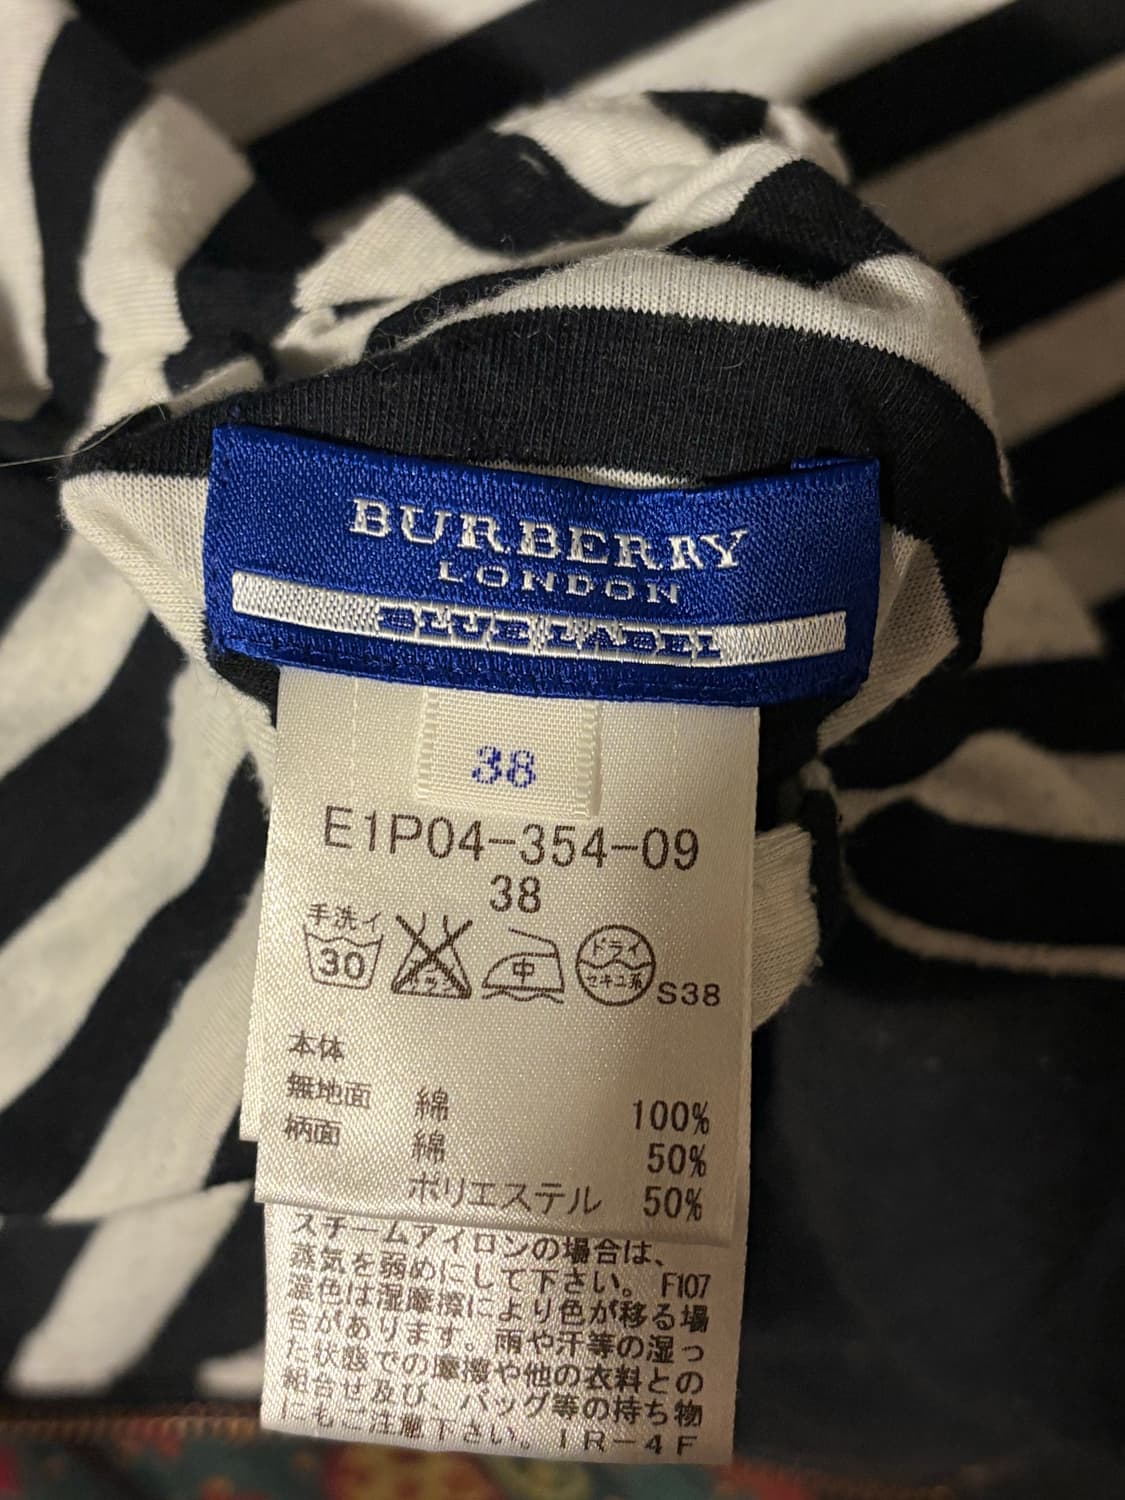 BURBERRY
LONDON
BLUE LABEL
38
E1P04-354-09
38
手洗イ
30
中
ドライ
セキユ系
S38
本体
無地面 綿 100%
柄面 綿 50%
ポリエステル 50%
スチームアイロンの場合は、
蒸気を弱めにして下さい。 F107
濃色は湿摩擦により色が移る場
合があります。雨や汗等の湿っ
た状態での摩擦や他の衣料との
組合せ及び、バッグ等の持ち物
にもご注意下さい。IR-4F